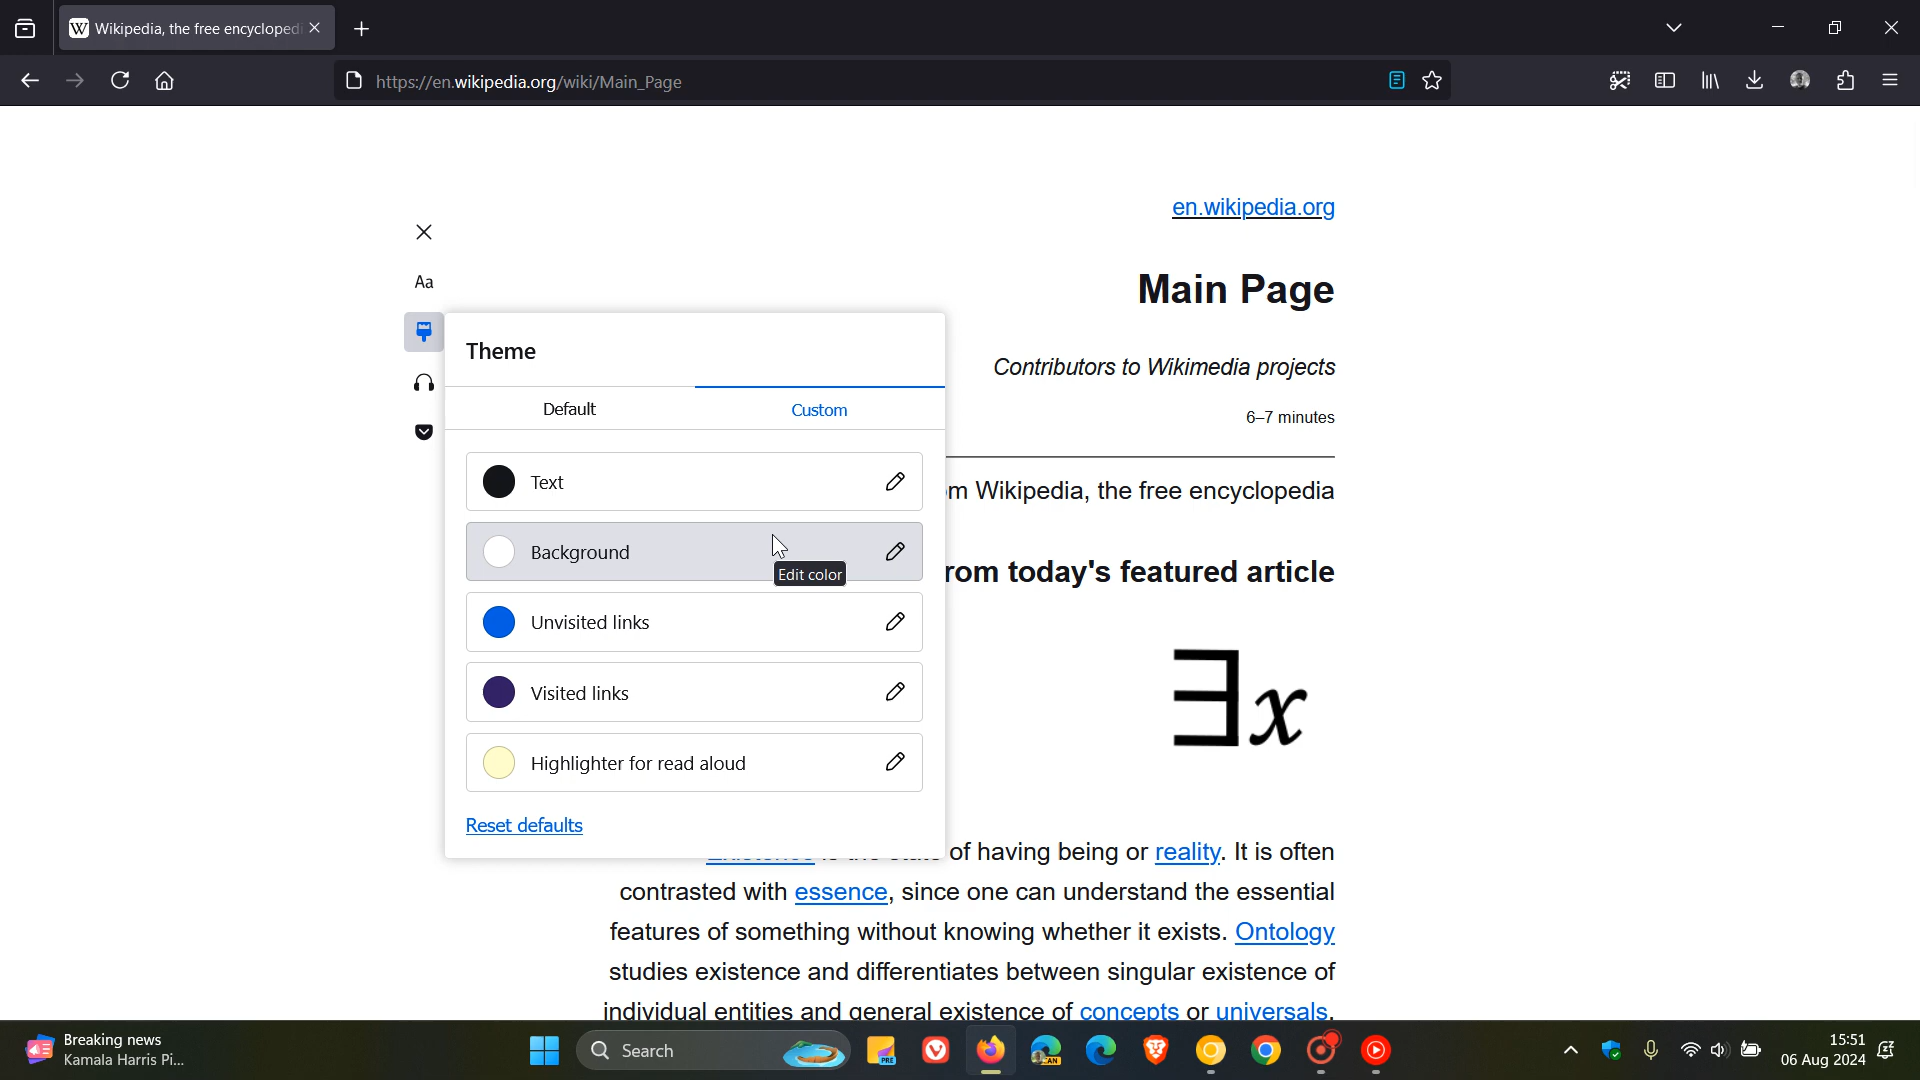 Wikipedia, the free encycloped
https://en.wikipedia.org/wiki/Main_Page
en.wikipedia.org
Aa
Main Page
Theme
Contributors to Wikimedia projects
Default
Custom
6–7 minutes
Text
m Wikipedia, the free encyclopedia
Background
Edit color
rom today's featured article
Unvisited links
Visited links
∃x
Highlighter for read aloud
Reset defaults
of having being or reality. It is often
contrasted with essence, since one can understand the essential
features of something without knowing whether it exists. Ontology
studies existence and differentiates between singular existence of
individual entities and general existence of concepts or universals.
Breaking news
Kamala Harris Pi...
Search
PRE
CAN
15:51
06 Aug 2024